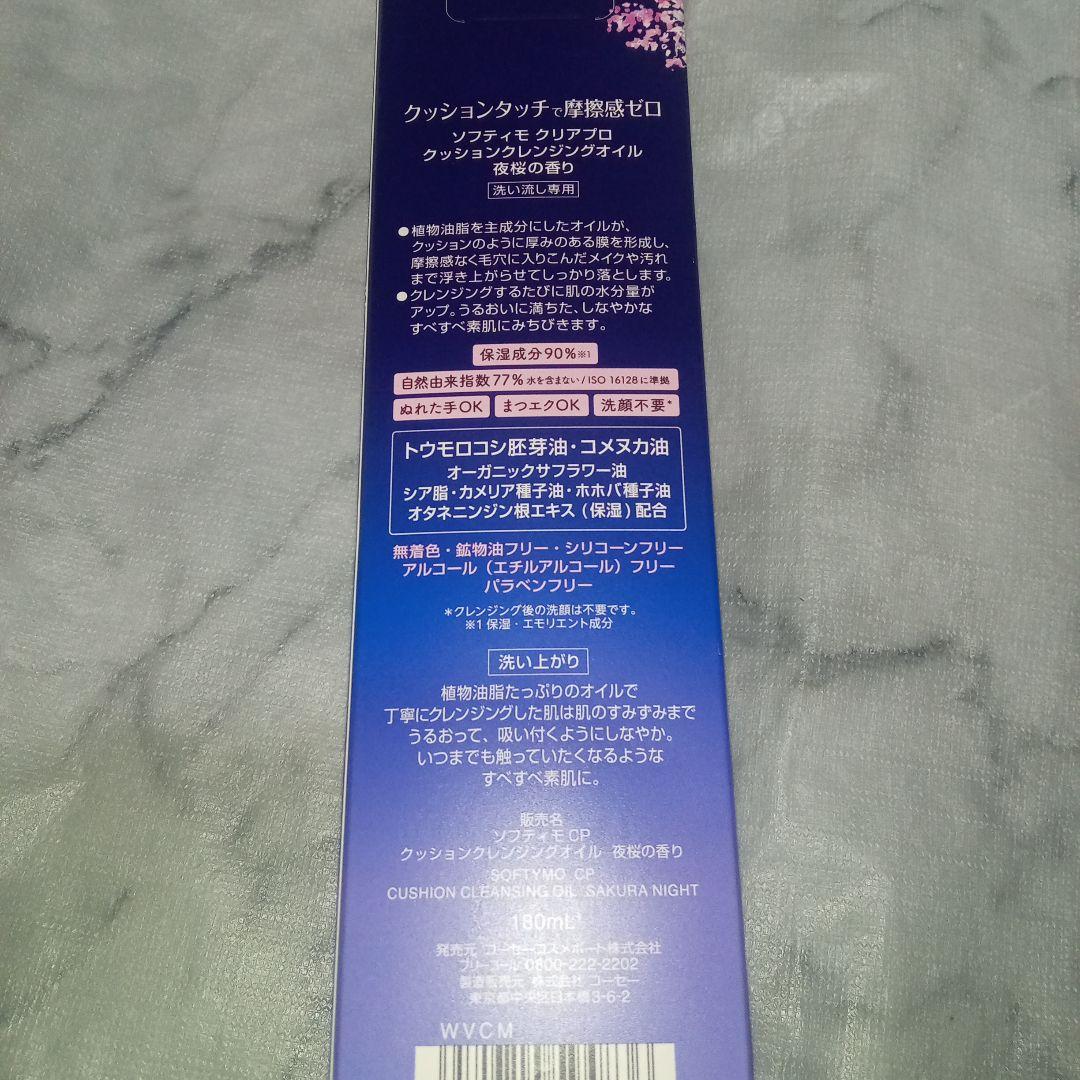 クッションタッチで摩擦感ゼロ
ソフティモ クリアプロ
クッションクレンジングオイル
夜桜の香り
洗い流し専用
●植物油脂を主成分にしたオイルが、
クッションのように厚みのある膜を形成し、
摩擦感なく毛穴に入りこんだメイクや汚れ
まで浮き上がらせてしっかり落とします。
●クレンジングするたびに肌の水分量が
アップ。うるおいに満ちた、しなやかな
すべすべ素肌にみちびきます。
保湿成分90%※1
自然由来指数77% 水を含まない/ISO 16128に準拠
ぬれた手OK まつエクOK 洗顔不要*
トウモロコシ胚芽油・コメヌカ油
オーガニックサフラワー油
シア脂・カメリア種子油・ホホバ種子油
オタネニンジン根エキス(保湿)配合
無着色・鉱物油フリー・シリコーンフリー
アルコール(エチルアルコール)フリー
パラベンフリー
*クレンジング後の洗顔は不要です。
※1 保湿・エモリエント成分
洗い上がり
植物油脂たっぷりのオイルで
丁寧にクレンジングした肌は肌のすみずみまで
うるおって、吸い付くようにしなやか。
いつまでも触っていたくなるような
すべすべ素肌に。
販売名
ソフティモ CP
クッションクレンジングオイル 夜桜の香り
SOFTYMO CP
CUSHION CLEANSING OIL SAKURA NIGHT
180mL
発売元 コーセーコスメポート株式会社
フリーコール 0800-222-2202
製造販売元 株式会社 コーセー
東京都中央区日本橋3-6-2
WVCM